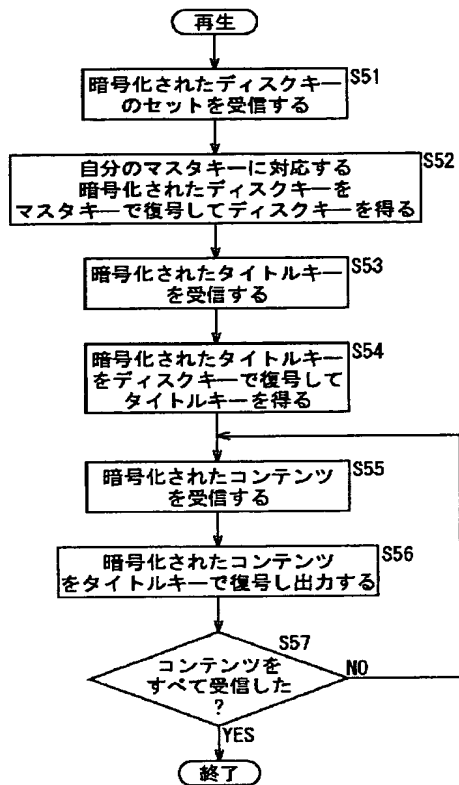 再生
S51
暗号化されたディスクキー
のセットを受信する
S52
自分のマスタキーに対応する
暗号化されたディスクキーを
マスタキーで復号してディスクキーを得る
S53
暗号化されたタイトルキー
を受信する
S54
暗号化されたタイトルキー
をディスクキーで復号して
タイトルキーを得る
S55
暗号化されたコンテンツ
を受信する
S56
暗号化されたコンテンツ
をタイトルキーで復号し出力する
S57
コンテンツを
すべて受信した
?
NO
YES
終了